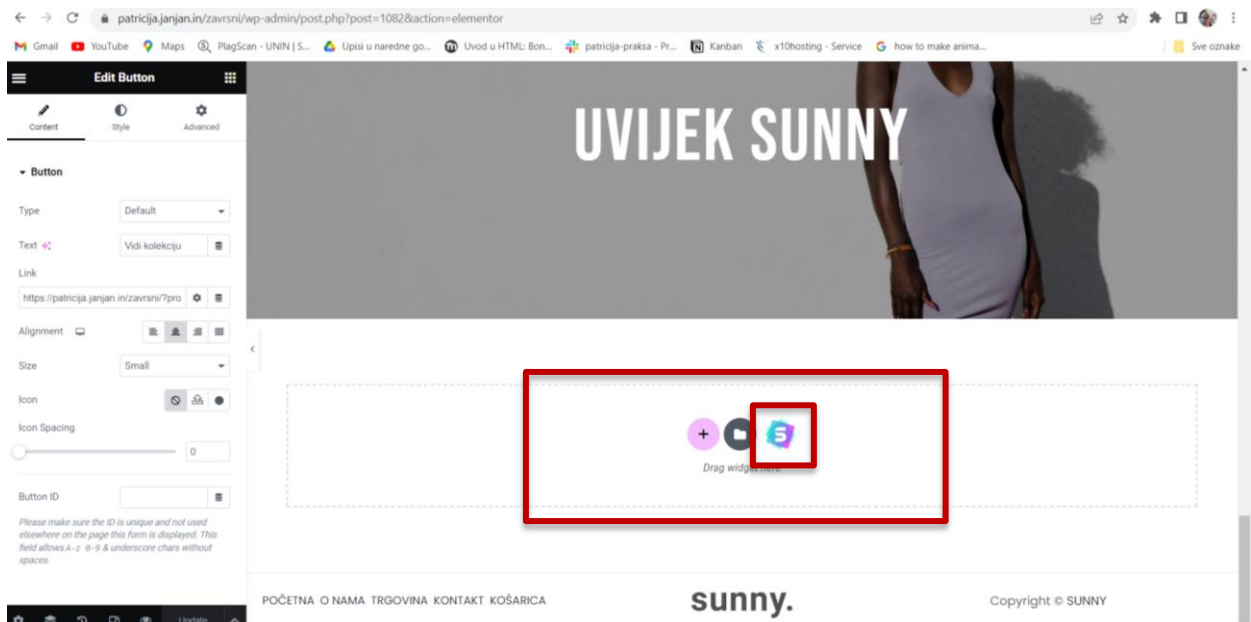 patricija.janjan.in/zavrsni/wp-admin/post.php?post=1082&action=elementor
Gmail YouTube Maps PlagScan - UNIN | S... Upisi u naredne go... Uvod u HTML: Bon... patricija-praksa - Pr... Kanban x10hosting - Service how to make anima... Sve oznake
Edit Button
Content Style Advanced
Button
Type Default
Text Vidi kolekciju
Link
https://patricija.janjan.in/zavrsni/?pro
Alignment
Size Small
Icon
Icon Spacing
0
Button ID
Please make sure the ID is unique and not used
elsewhere on the page this form is displayed. This
field allows A-z 0-9 & underscore chars without
spaces.
Update
UVIJEK SUNNY
Drag widget here
POČETNA O NAMA TRGOVINA KONTAKT KOŠARICA
sunny.
Copyright © SUNNY